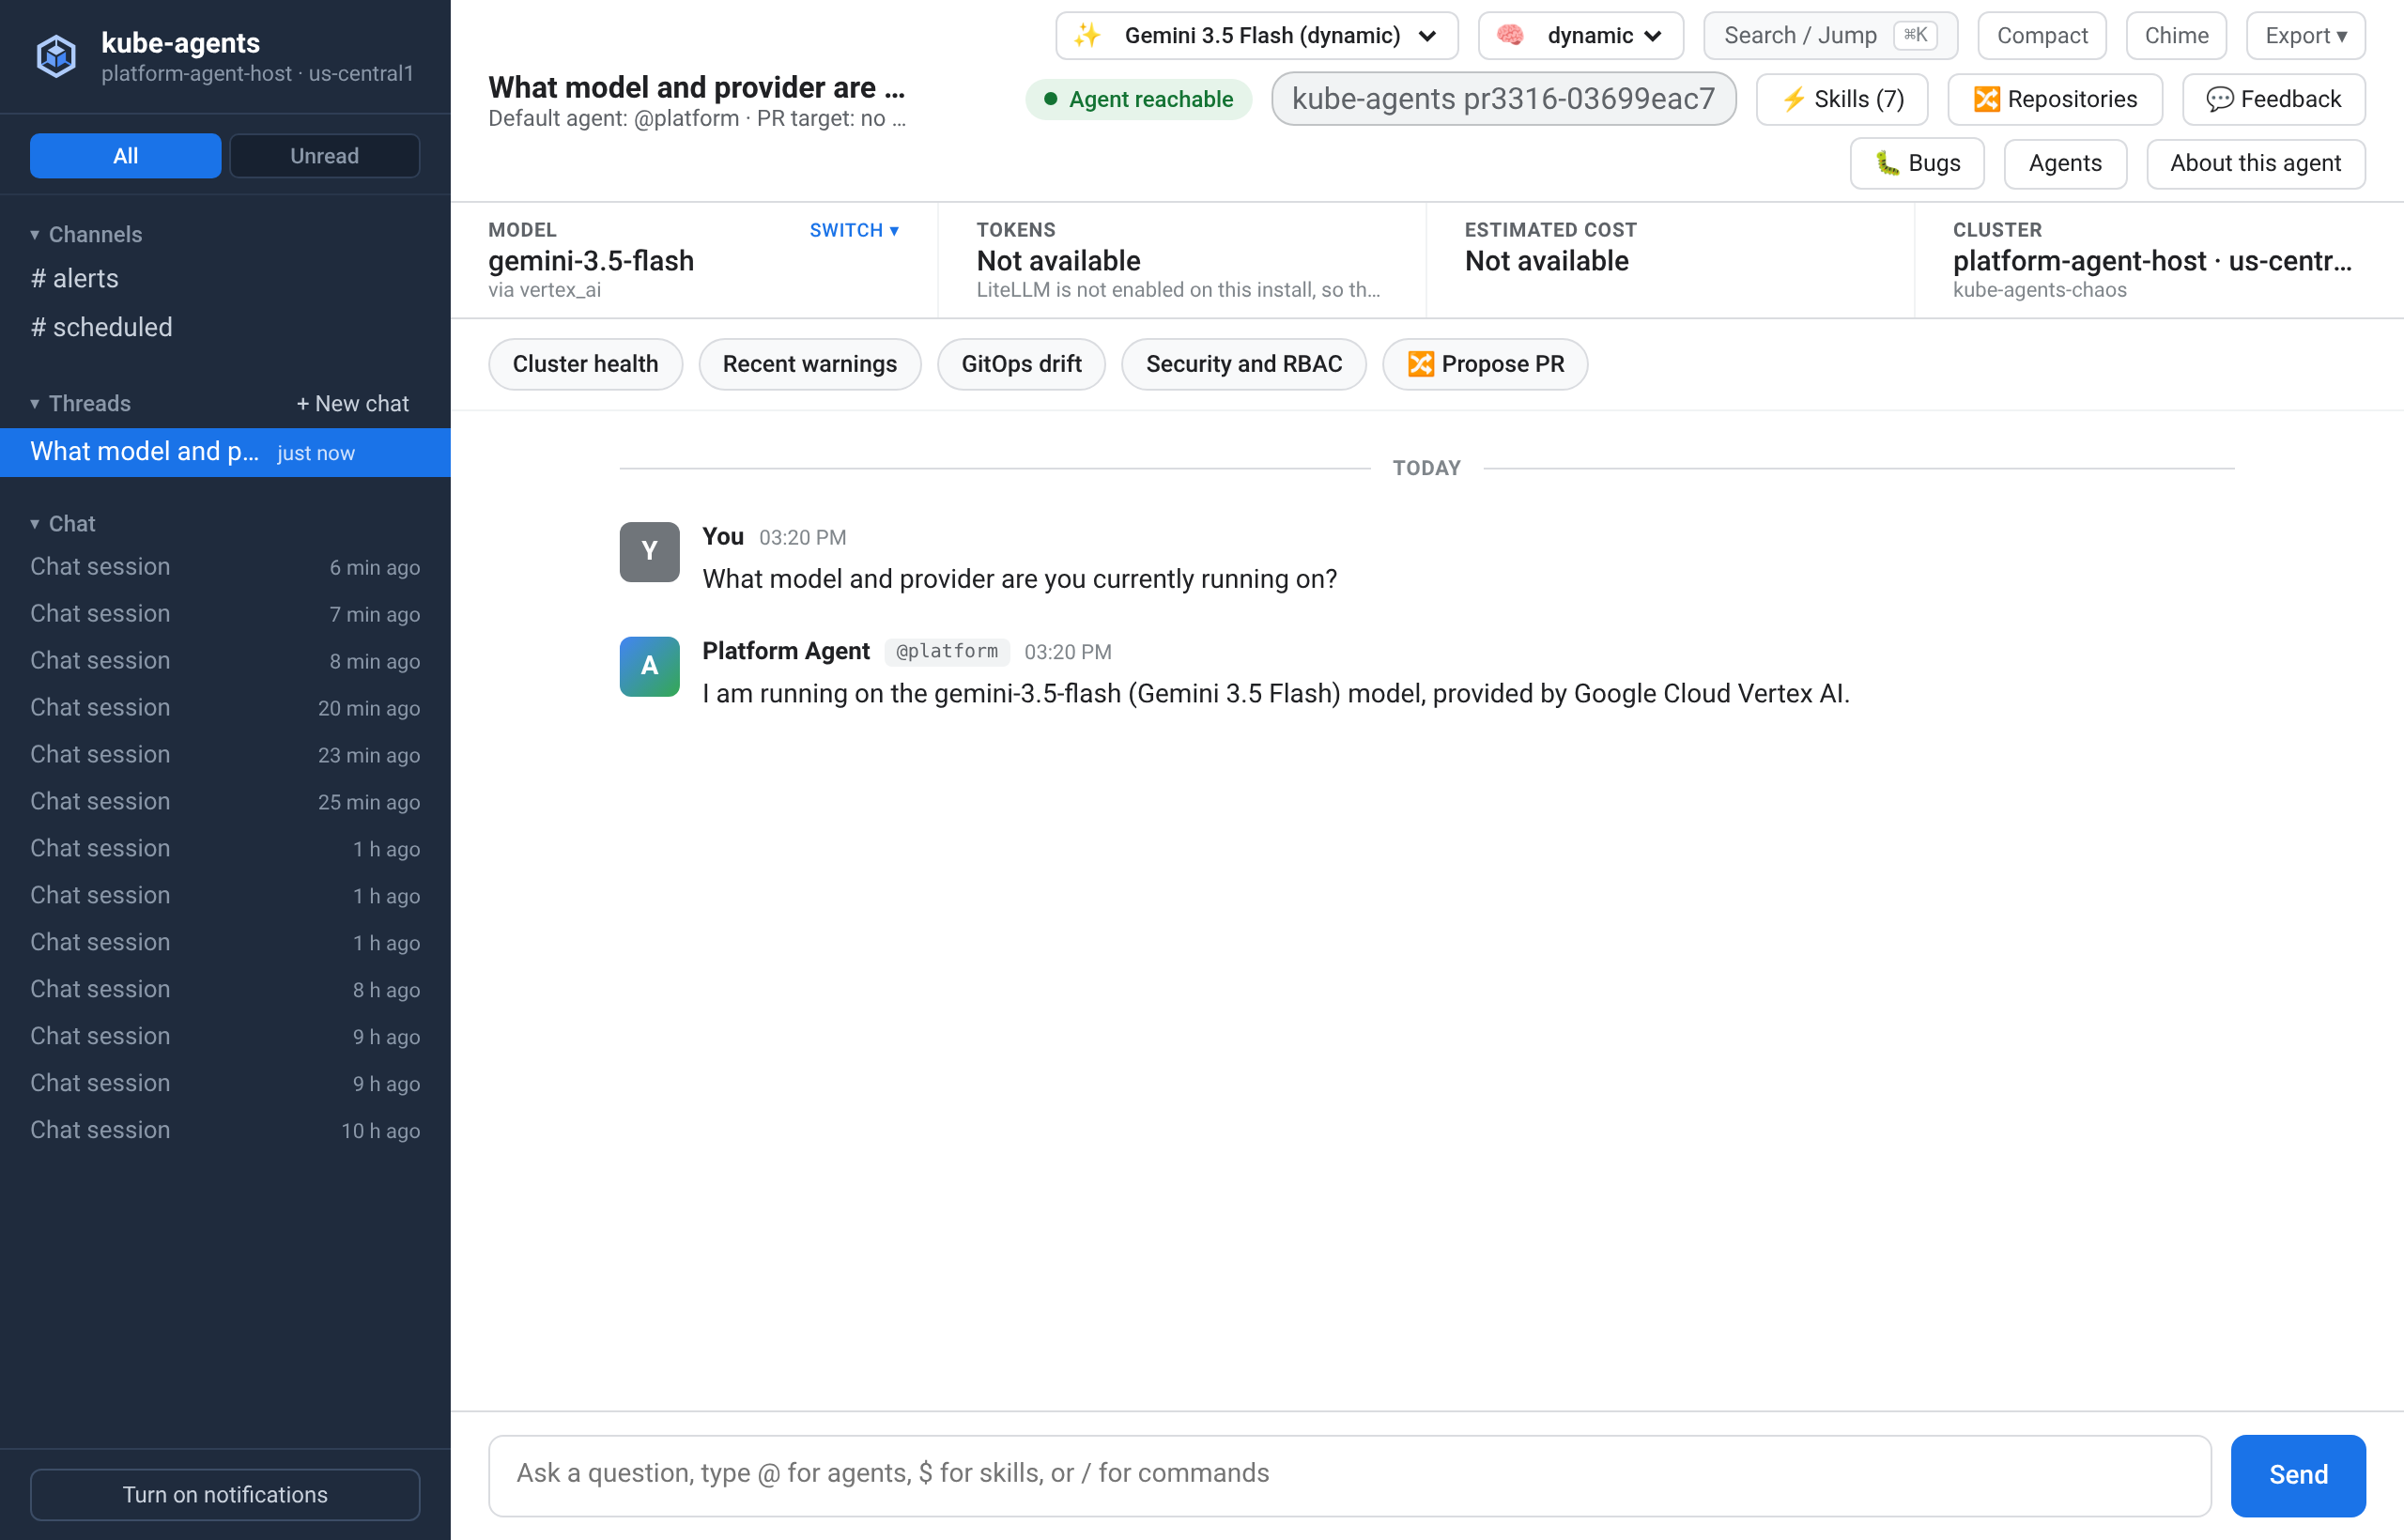 kube-agents
platform-agent-host · us-central1
All
Unread
▾ Channels
# alerts
# scheduled
▾ Threads
+ New chat
What model and p... just now
▾ Chat
Chat session 6 min ago
Chat session 7 min ago
Chat session 8 min ago
Chat session 20 min ago
Chat session 23 min ago
Chat session 25 min ago
Chat session 1 h ago
Chat session 1 h ago
Chat session 1 h ago
Chat session 8 h ago
Chat session 9 h ago
Chat session 9 h ago
Chat session 10 h ago
Turn on notifications
✨ Gemini 3.5 Flash (dynamic)
🧠 dynamic
Search / Jump ⌘K
Compact
Chime
Export ▾
What model and provider are ...
Default agent: @platform · PR target: no ...
Agent reachable
kube-agents pr3316-03699eac7
⚡ Skills (7)
🔀 Repositories
💬 Feedback
🐛 Bugs
Agents
About this agent
MODEL
SWITCH ▾
gemini-3.5-flash
via vertex_ai
TOKENS
Not available
LiteLLM is not enabled on this install, so th...
ESTIMATED COST
Not available
CLUSTER
platform-agent-host · us-centr...
kube-agents-chaos
Cluster health
Recent warnings
GitOps drift
Security and RBAC
🔀 Propose PR
TODAY
Y
You 03:20 PM
What model and provider are you currently running on?
A
Platform Agent @platform 03:20 PM
I am running on the gemini-3.5-flash (Gemini 3.5 Flash) model, provided by Google Cloud Vertex AI.
Ask a question, type @ for agents, $ for skills, or / for commands
Send